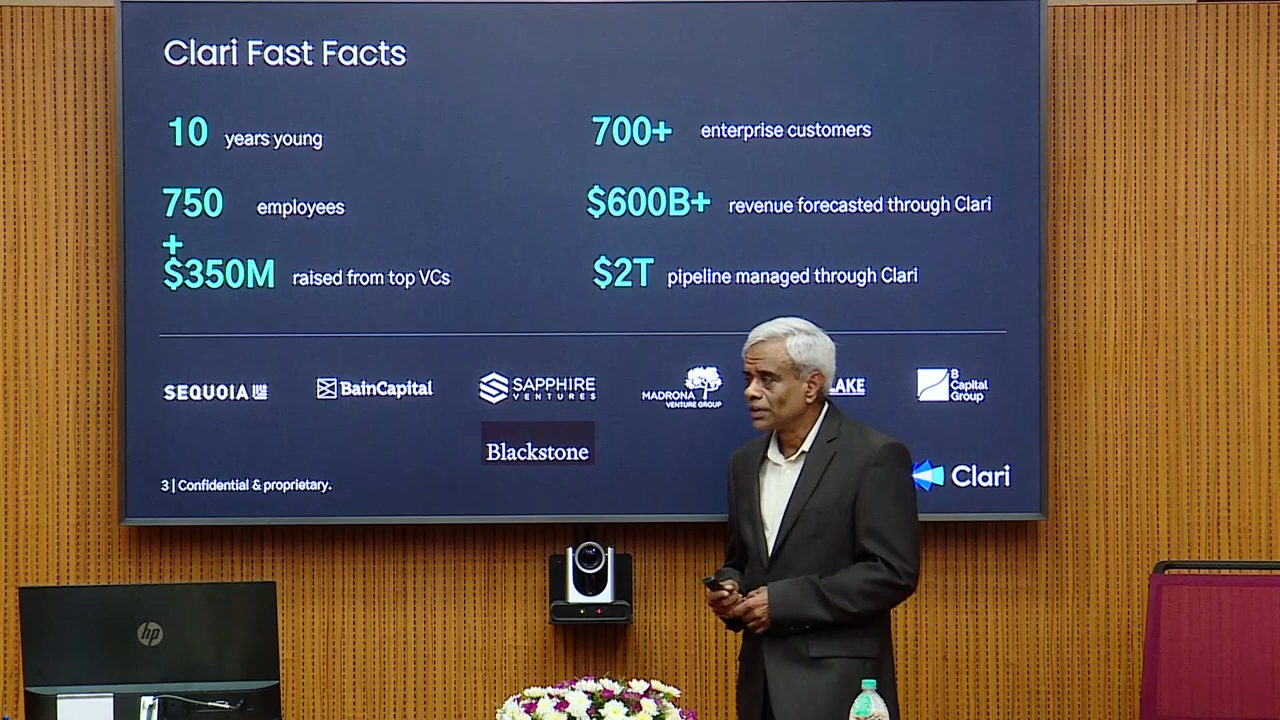 Clari Fast Facts
10 years young
700+ enterprise customers
750 employees
$600B+ revenue forecasted through Clari
+
$350M raised from top VCs
$2T pipeline managed through Clari
SEQUOIA
BainCapital
SAPPHIRE
VENTURES
MADRONA
VENTURE GROUP
LAKE
B
Capital
Group
Blackstone
3 | Confidential & proprietary.
Clari
hp